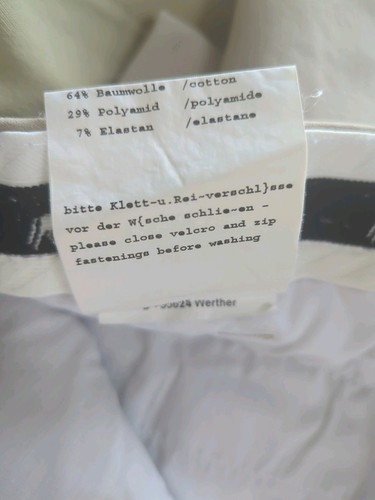 64% Baumwolle /cotton
29% Polyamid /polyamide
7% Elastan /elastane
bitte Klett-u.Rei~verschl}sse
vor der W{sche schlie~en -
please close velcro and zip
fastenings before washing
33824 Werther